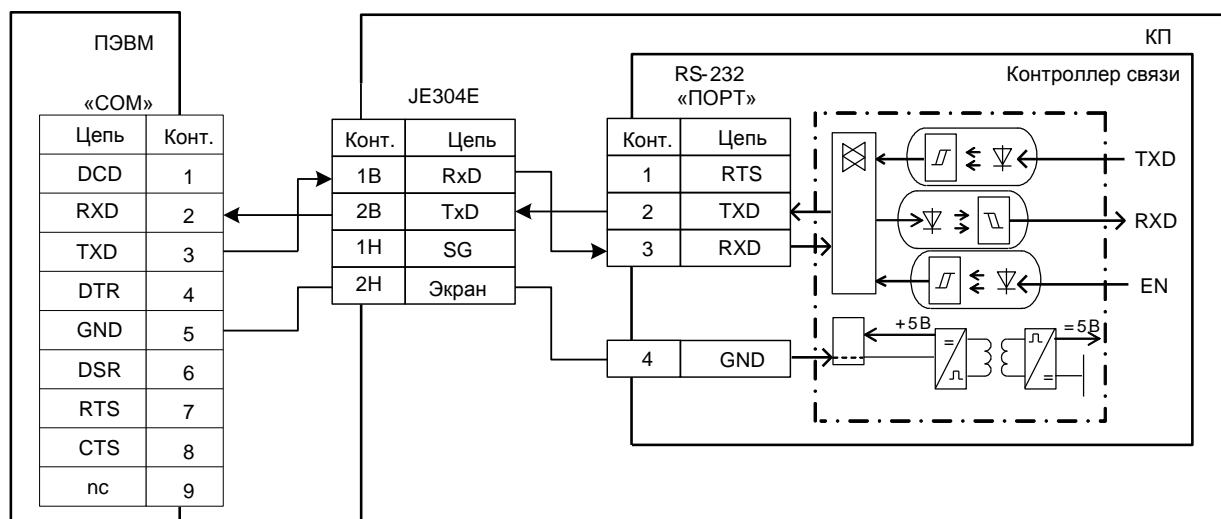 ПЭВМ
«COM»
Цепь Конт.
DCD 1
RXD 2
TXD 3
DTR 4
GND 5
DSR 6
RTS 7
CTS 8
nc 9
КП
JE304E
Конт. Цепь
1В RxD
2В TxD
1Н SG
2Н Экран
Контроллер связи
RS-232
«ПОРТ»
Конт. Цепь
1 RTS
2 TXD
3 RXD
4 GND
TXD
RXD
EN
+5В
=5В